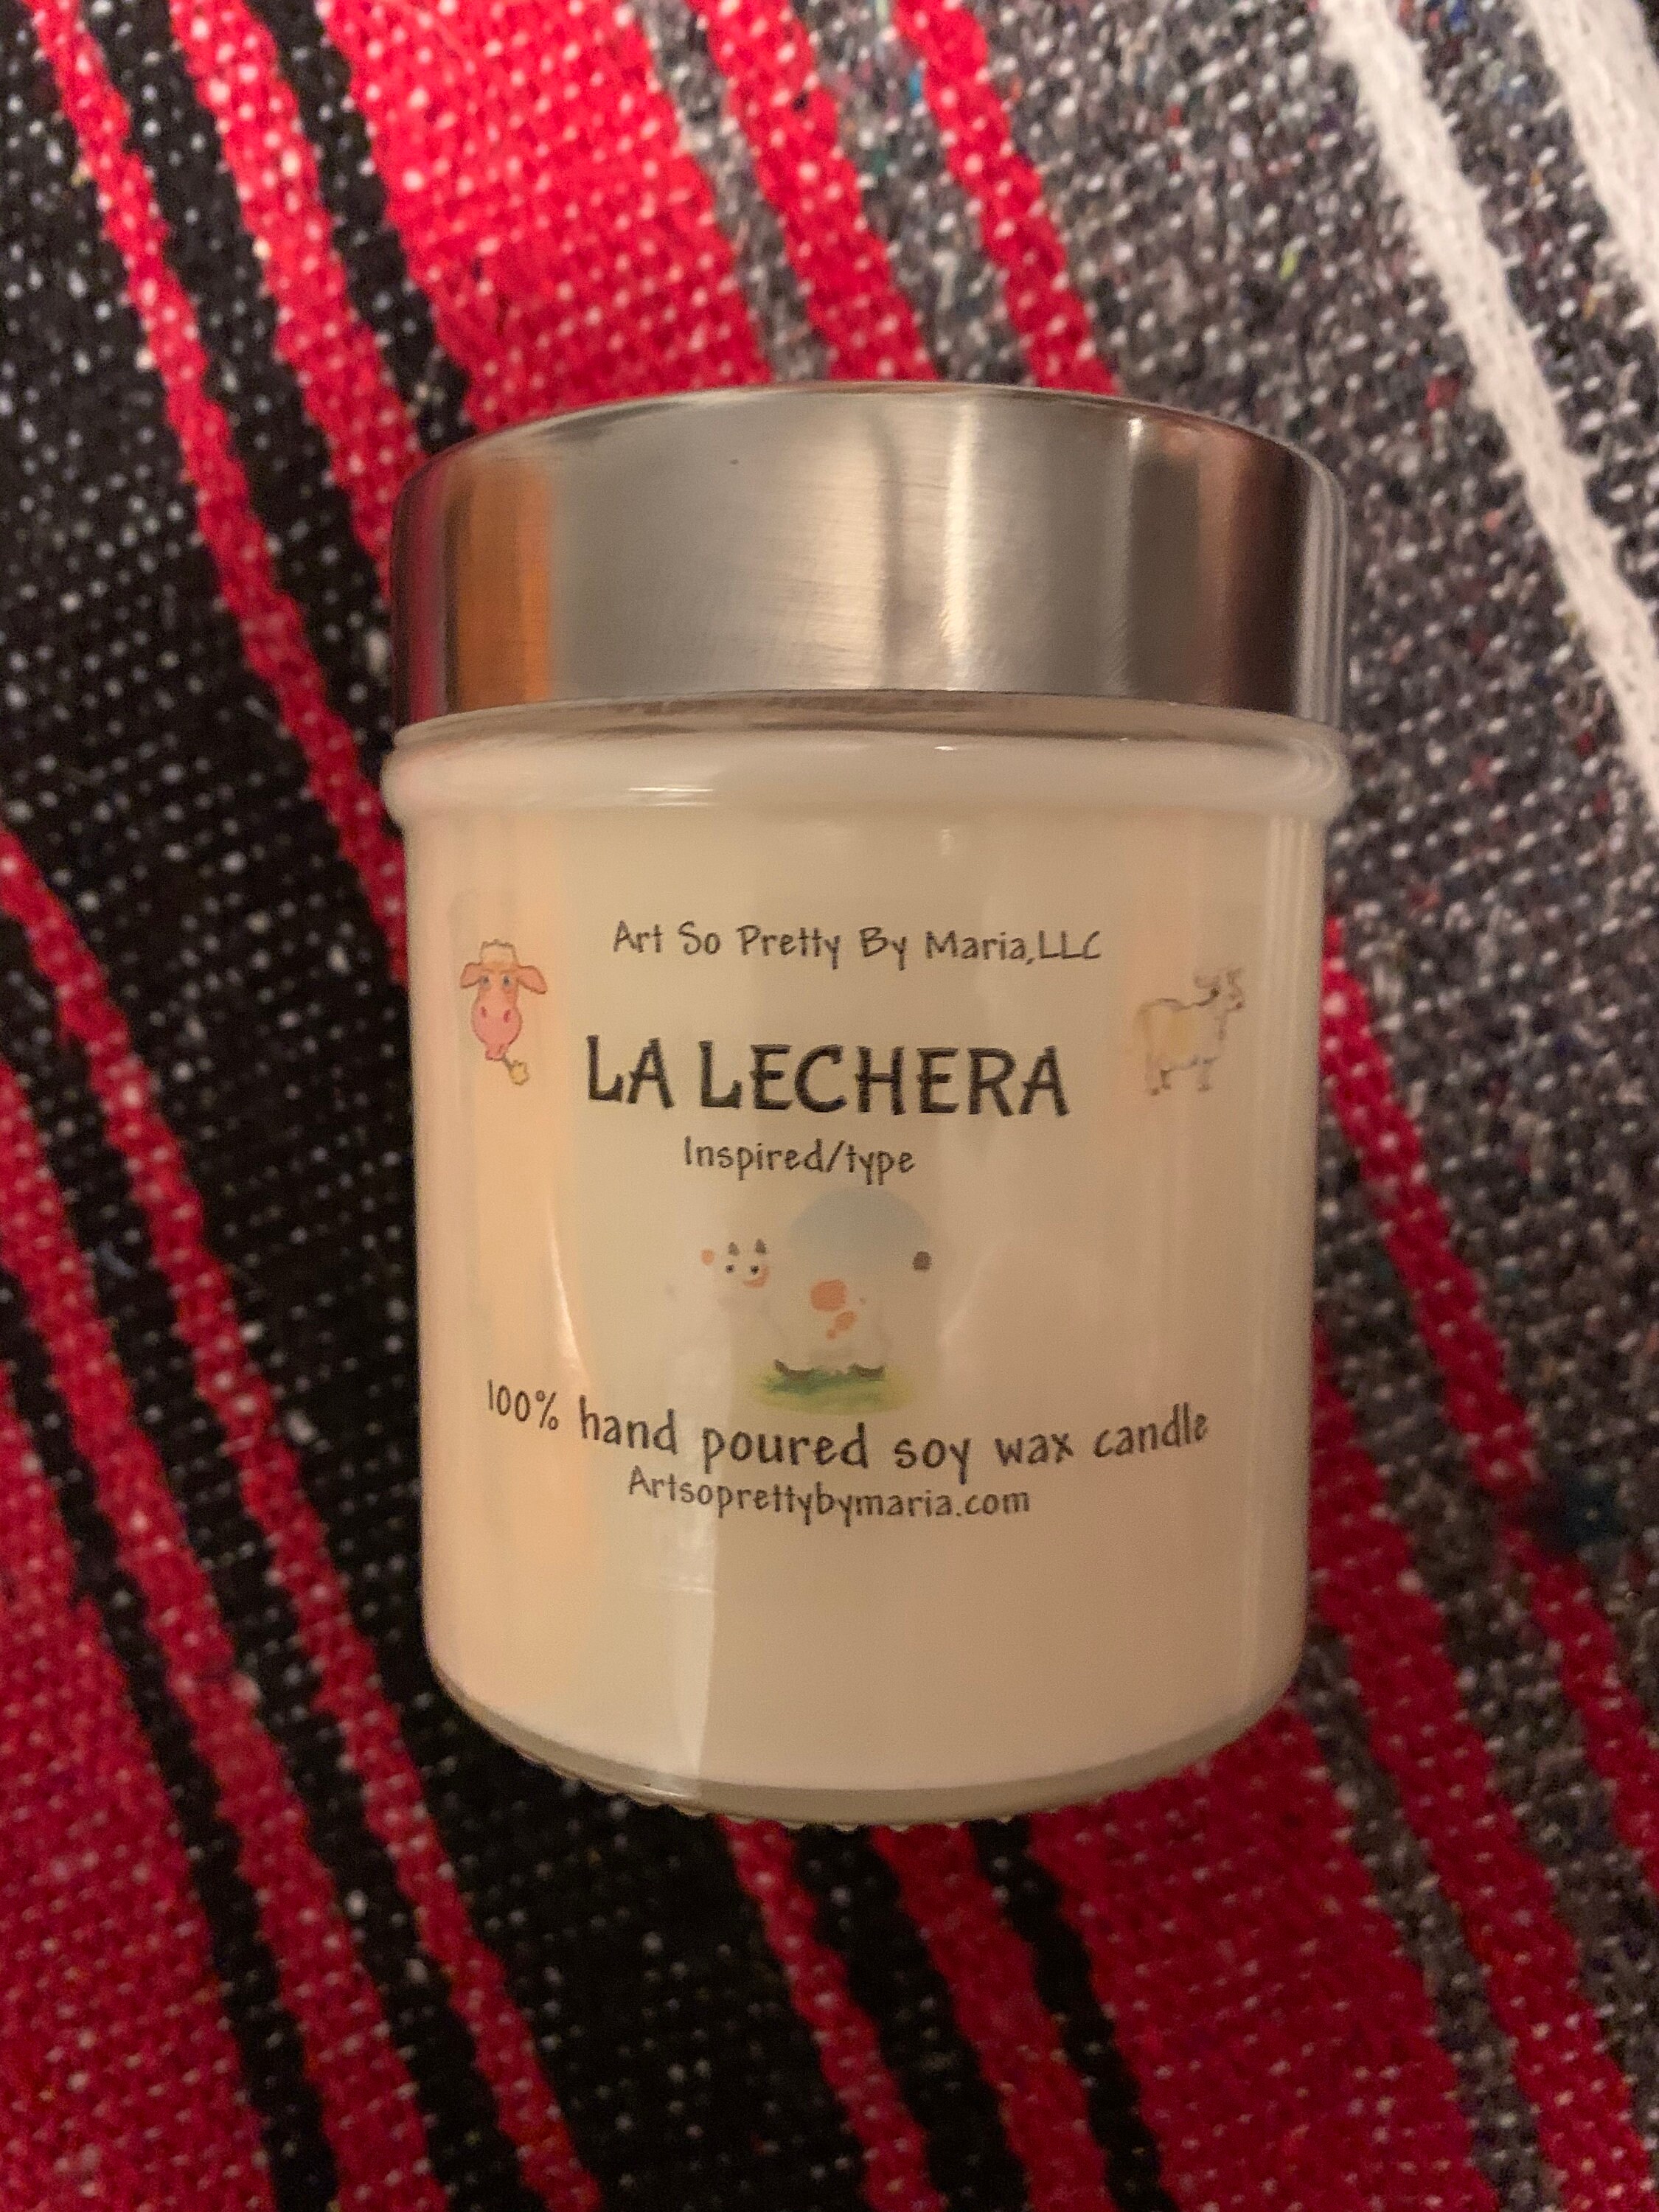 Art So Pretty By Maria,LLC
LA LECHERA
Inspired/type
100% hand poured soy wax candle
Artsoprettybymaria.com